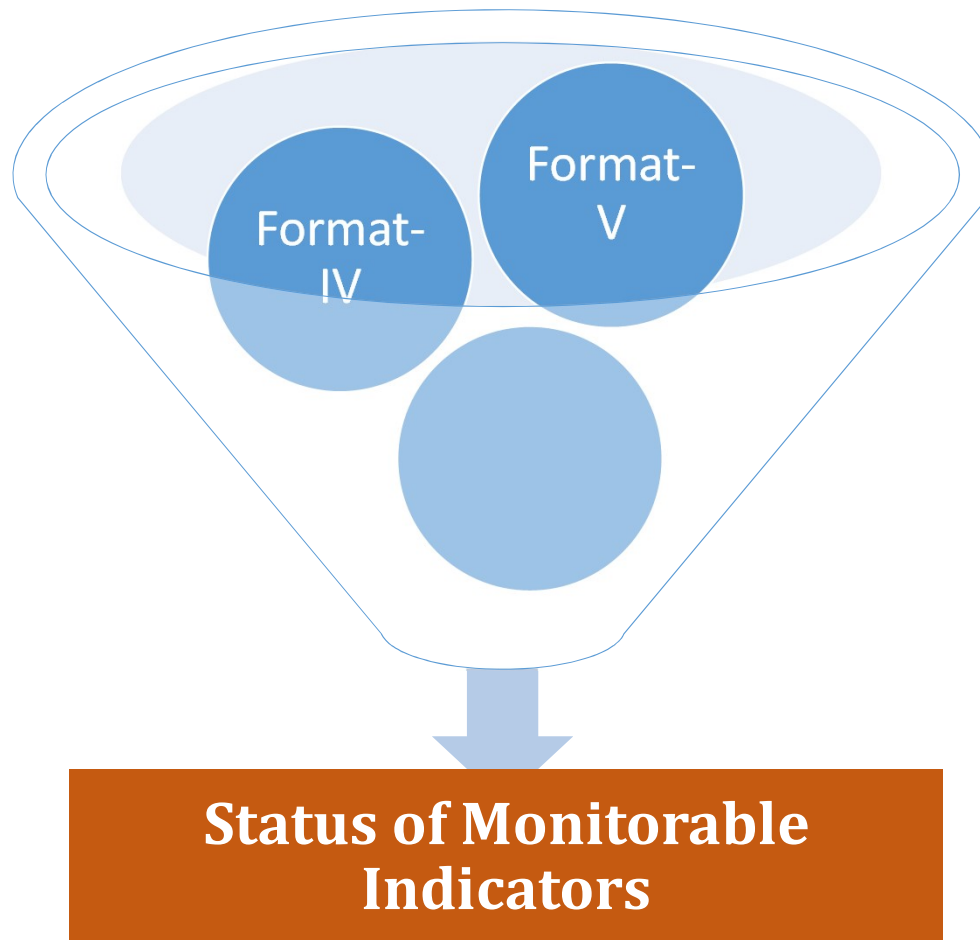 Format-
V
Format-
IV
Status of Monitorable
Indicators